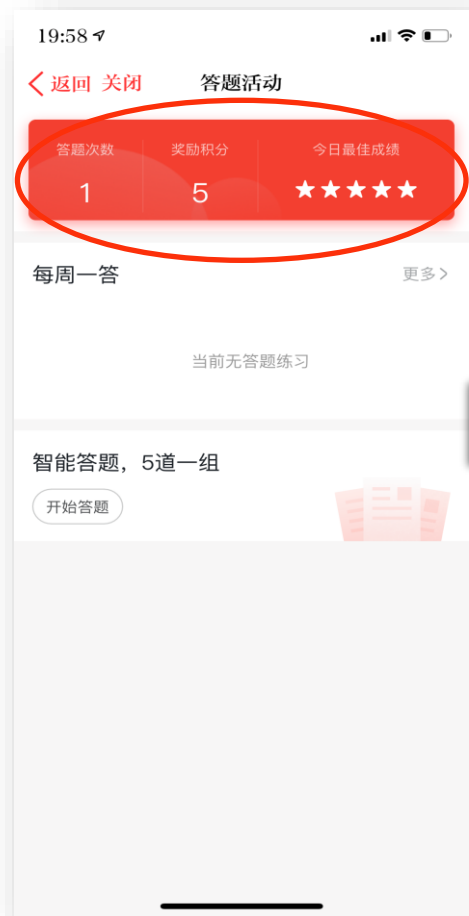 19:58
返回 关闭 答题活动
答题次数 奖励积分 今日最佳成绩
1 5 ★★★★★
每周一答 更多>
当前无答题练习
智能答题，5道一组
开始答题